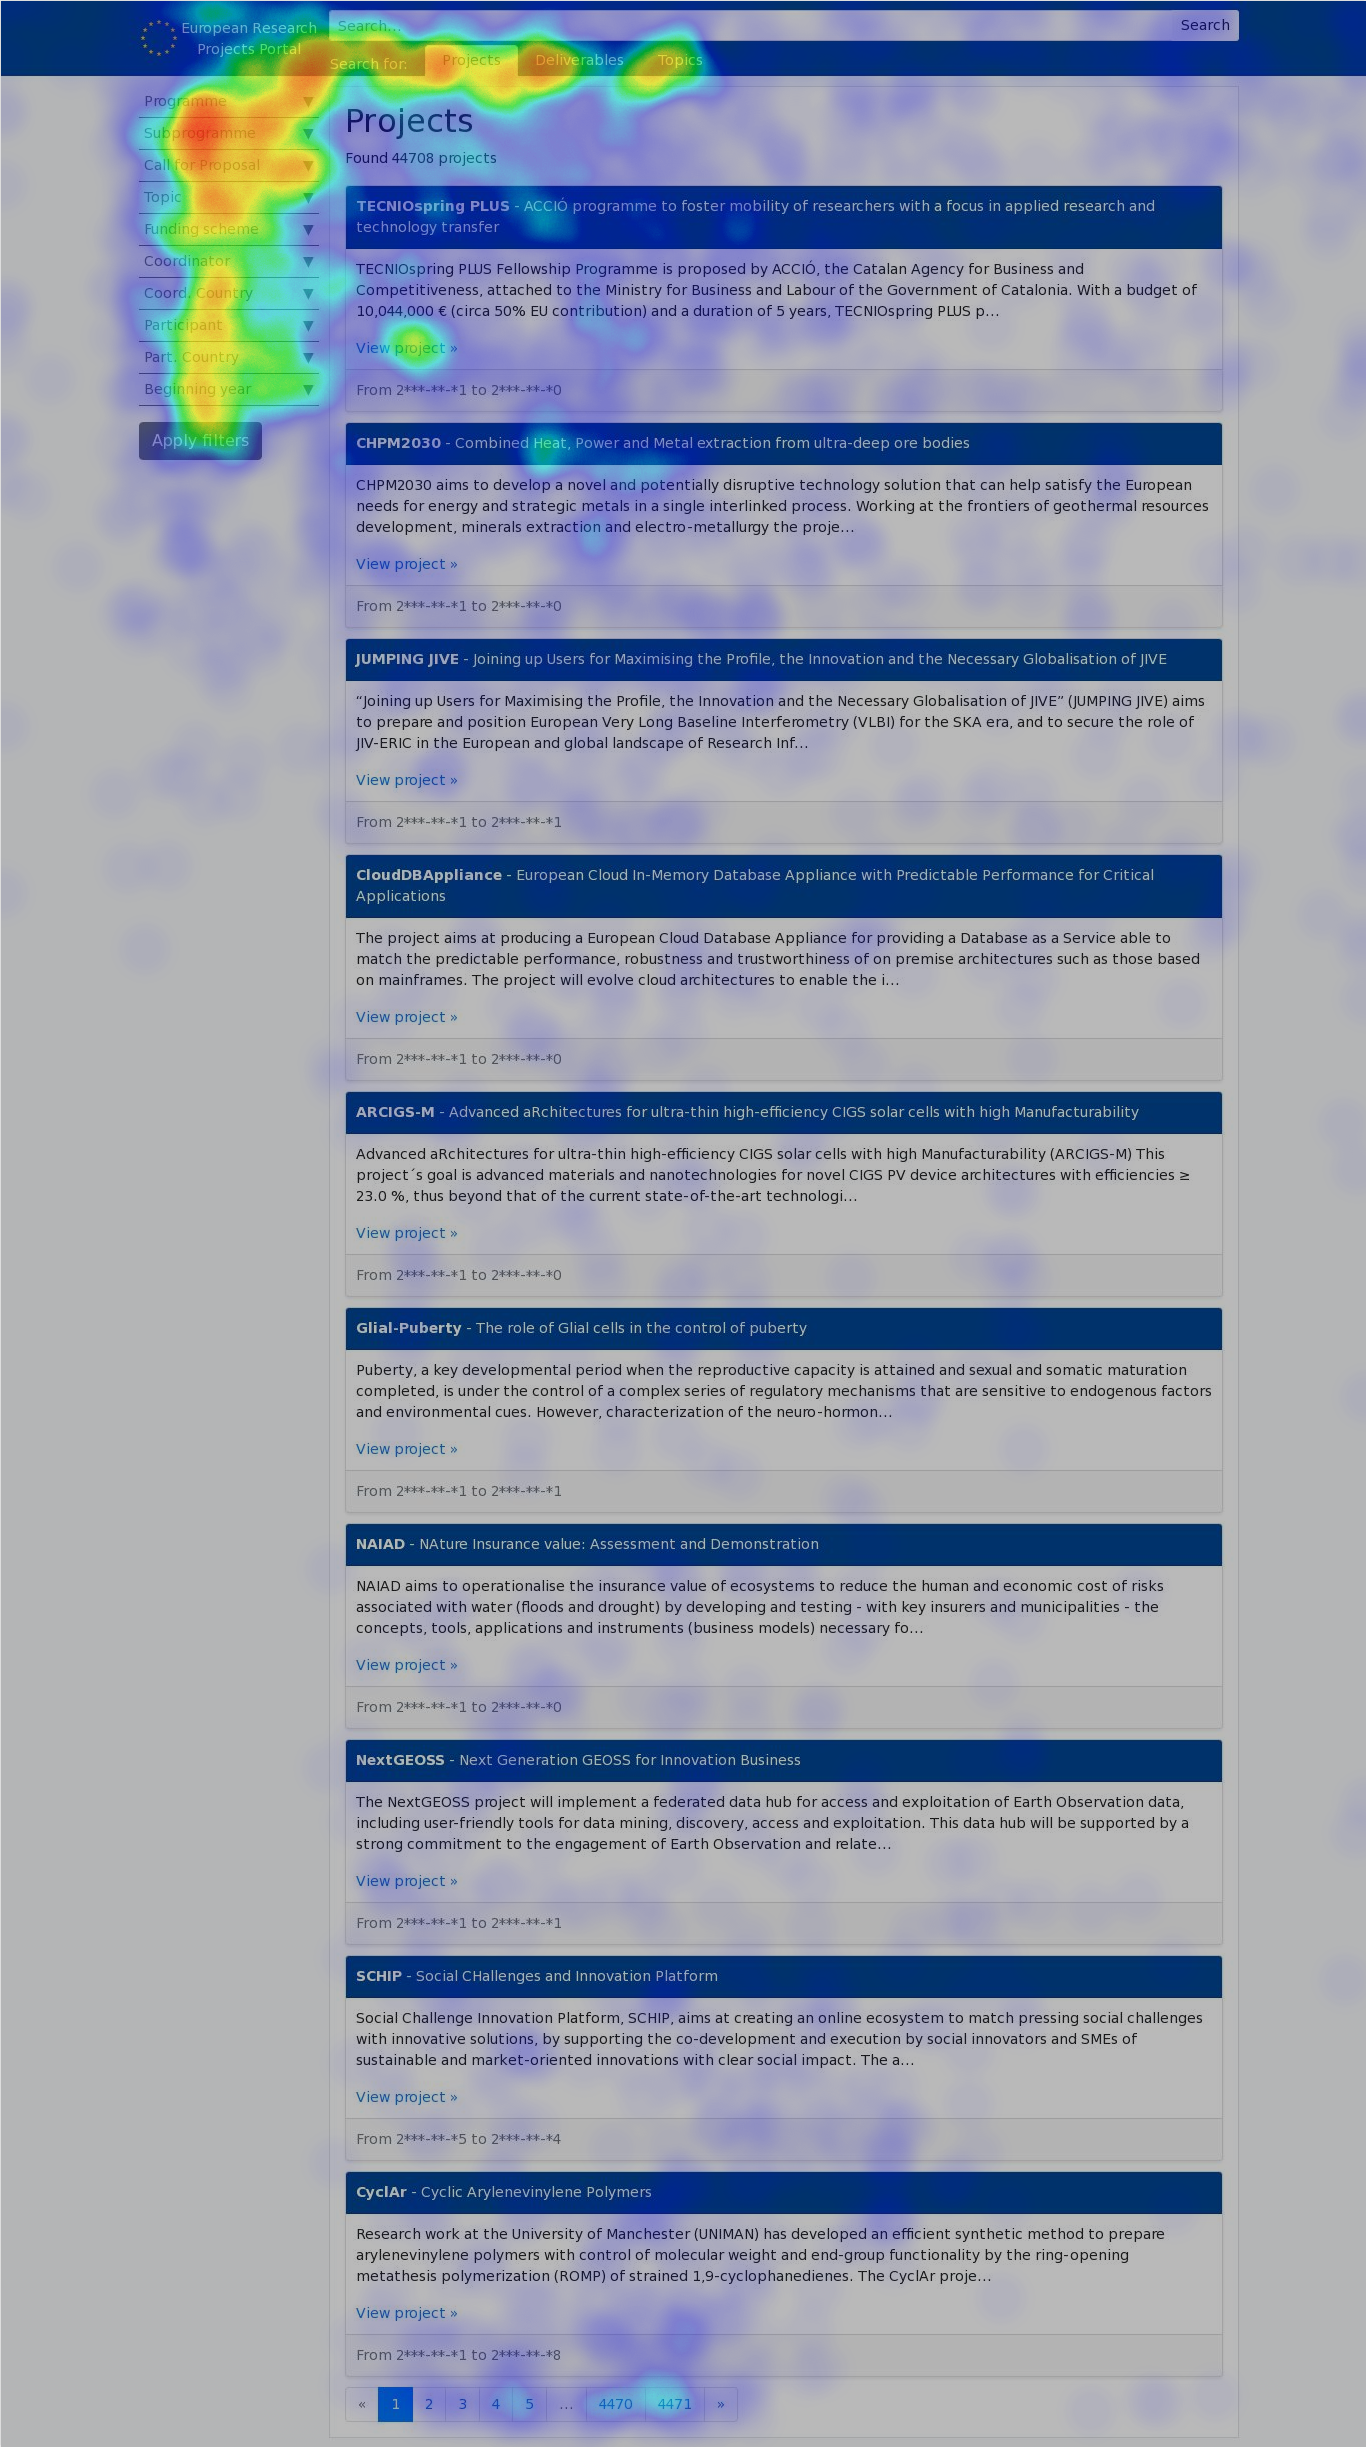 European Research
Projects Portal
Search...
Search
Search for:
Projects
Deliverables
Topics
Programme ▼
Subprogramme ▼
Call for Proposal ▼
Topic ▼
Funding scheme ▼
Coordinator ▼
Coord. Country ▼
Participant ▼
Part. Country ▼
Beginning year ▼
Apply filters
Projects
Found 44708 projects
TECNIOspring PLUS - ACCIÓ programme to foster mobility of researchers with a focus in applied research and
technology transfer
TECNIOspring PLUS Fellowship Programme is proposed by ACCIÓ, the Catalan Agency for Business and
Competitiveness, attached to the Ministry for Business and Labour of the Government of Catalonia. With a budget of
10,044,000 € (circa 50% EU contribution) and a duration of 5 years, TECNIOspring PLUS p...
View project »
From 2***-**-*1 to 2***-**-*0
CHPM2030 - Combined Heat, Power and Metal extraction from ultra-deep ore bodies
CHPM2030 aims to develop a novel and potentially disruptive technology solution that can help satisfy the European
needs for energy and strategic metals in a single interlinked process. Working at the frontiers of geothermal resources
development, minerals extraction and electro-metallurgy the proje...
View project »
From 2***-**-*1 to 2***-**-*0
JUMPING JIVE - Joining up Users for Maximising the Profile, the Innovation and the Necessary Globalisation of JIVE
“Joining up Users for Maximising the Profile, the Innovation and the Necessary Globalisation of JIVE” (JUMPING JIVE) aims
to prepare and position European Very Long Baseline Interferometry (VLBI) for the SKA era, and to secure the role of
JIV-ERIC in the European and global landscape of Research Inf...
View project »
From 2***-**-*1 to 2***-**-*1
CloudDBAppliance - European Cloud In-Memory Database Appliance with Predictable Performance for Critical
Applications
The project aims at producing a European Cloud Database Appliance for providing a Database as a Service able to
match the predictable performance, robustness and trustworthiness of on premise architectures such as those based
on mainframes. The project will evolve cloud architectures to enable the i...
View project »
From 2***-**-*1 to 2***-**-*0
ARCIGS-M - Advanced aRchitectures for ultra-thin high-efficiency CIGS solar cells with high Manufacturability
Advanced aRchitectures for ultra-thin high-efficiency CIGS solar cells with high Manufacturability (ARCIGS-M) This
project´s goal is advanced materials and nanotechnologies for novel CIGS PV device architectures with efficiencies ≥
23.0 %, thus beyond that of the current state-of-the-art technologi...
View project »
From 2***-**-*1 to 2***-**-*0
Glial-Puberty - The role of Glial cells in the control of puberty
Puberty, a key developmental period when the reproductive capacity is attained and sexual and somatic maturation
completed, is under the control of a complex series of regulatory mechanisms that are sensitive to endogenous factors
and environmental cues. However, characterization of the neuro-hormon...
View project »
From 2***-**-*1 to 2***-**-*1
NAIAD - NAture Insurance value: Assessment and Demonstration
NAIAD aims to operationalise the insurance value of ecosystems to reduce the human and economic cost of risks
associated with water (floods and drought) by developing and testing - with key insurers and municipalities - the
concepts, tools, applications and instruments (business models) necessary fo...
View project »
From 2***-**-*1 to 2***-**-*0
NextGEOSS - Next Generation GEOSS for Innovation Business
The NextGEOSS project will implement a federated data hub for access and exploitation of Earth Observation data,
including user-friendly tools for data mining, discovery, access and exploitation. This data hub will be supported by a
strong commitment to the engagement of Earth Observation and relate...
View project »
From 2***-**-*1 to 2***-**-*1
SCHIP - Social CHallenges and Innovation Platform
Social Challenge Innovation Platform, SCHIP, aims at creating an online ecosystem to match pressing social challenges
with innovative solutions, by supporting the co-development and execution by social innovators and SMEs of
sustainable and market-oriented innovations with clear social impact. The a...
View project »
From 2***-**-*5 to 2***-**-*4
CyclAr - Cyclic Arylenevinylene Polymers
Research work at the University of Manchester (UNIMAN) has developed an efficient synthetic method to prepare
arylenevinylene polymers with control of molecular weight and end-group functionality by the ring-opening
metathesis polymerization (ROMP) of strained 1,9-cyclophanedienes. The CyclAr proje...
View project »
From 2***-**-*1 to 2***-**-*8
« 1 2 3 4 5 ... 4470 4471 »